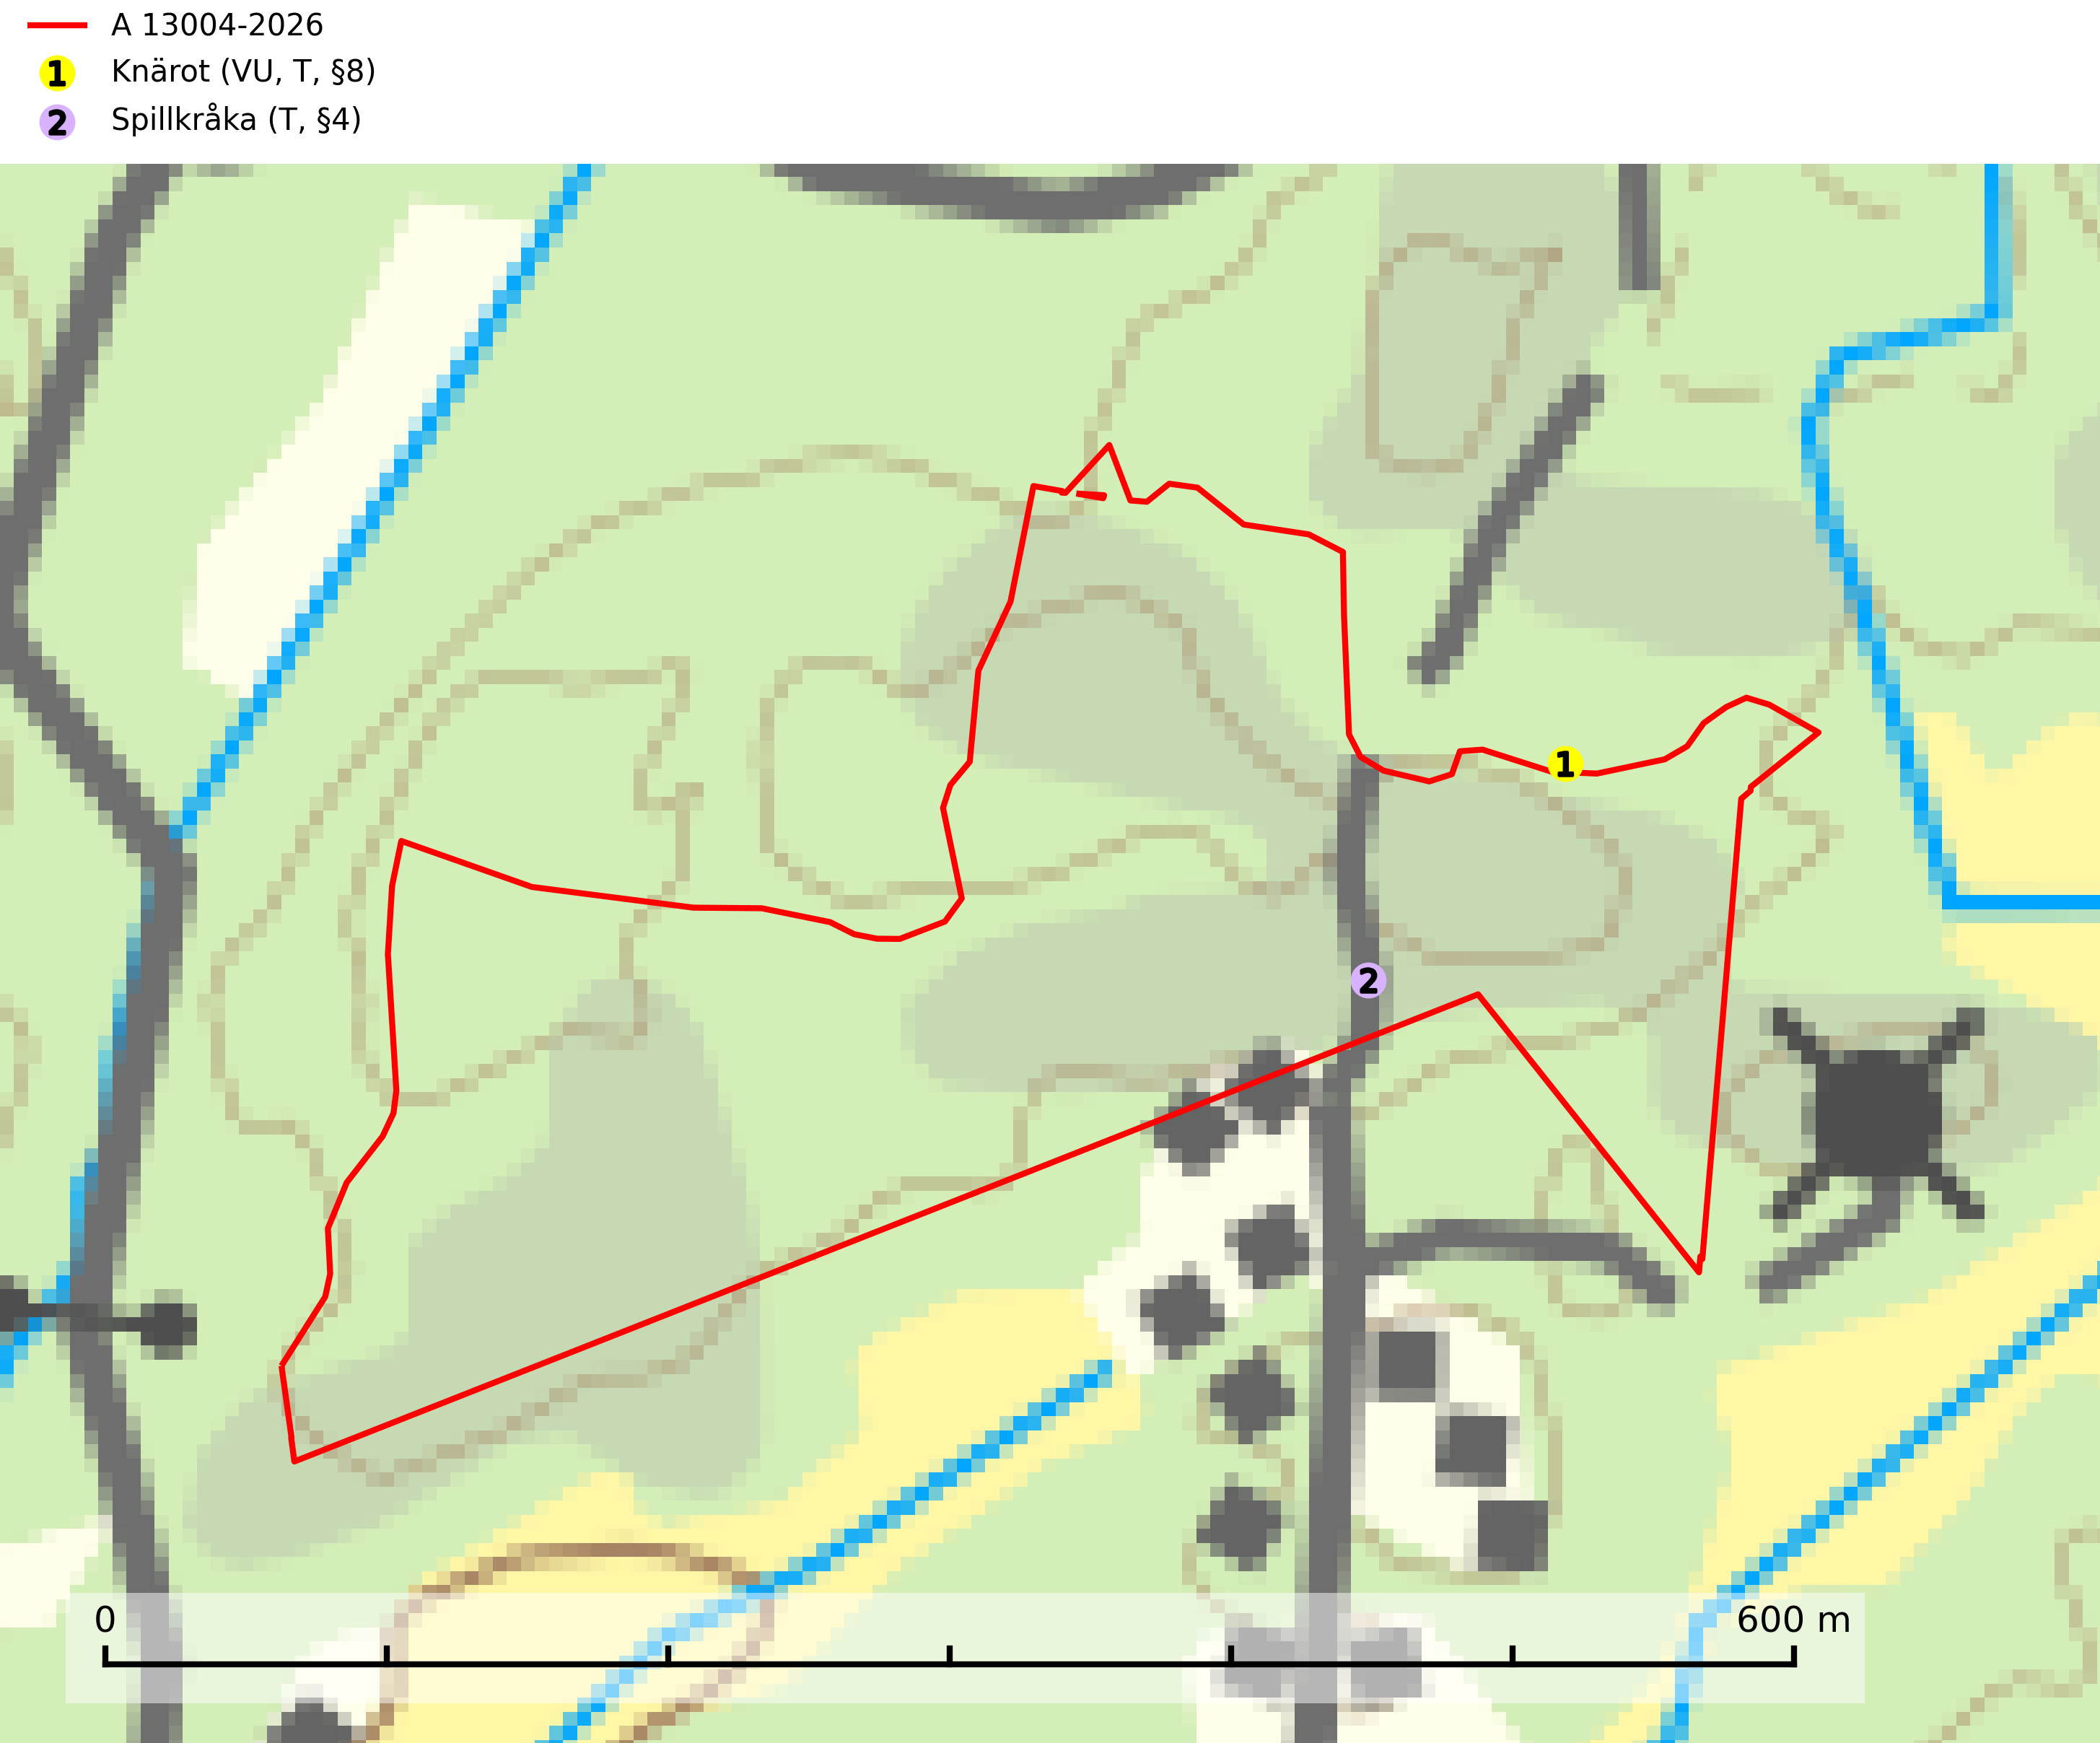 A 13004-2026
1 Knärot (VU, T, §8)
2 Spillkråka (T, §4)
1
2
0 600 m